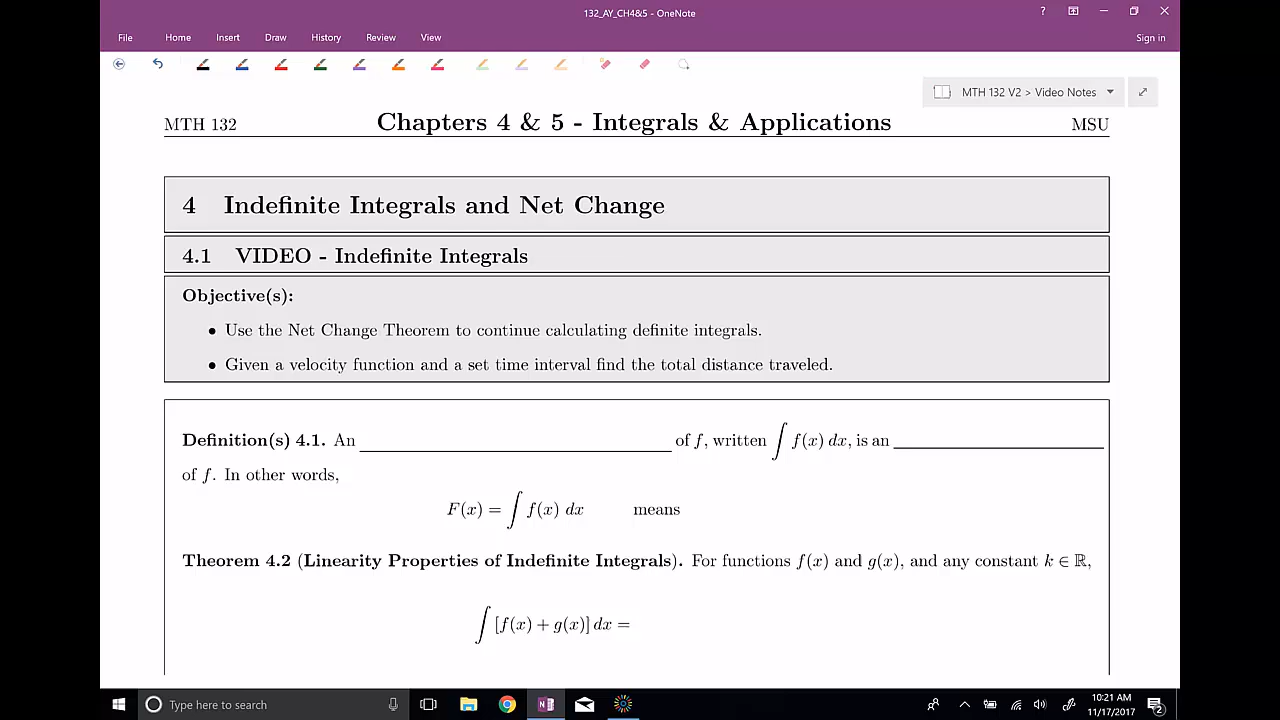 132_AY_CH4&5 - OneNote
?
File Home Insert Draw History Review View Sign in
MTH 132 V2 > Video Notes
MTH 132 Chapters 4 & 5 - Integrals & Applications MSU
4 Indefinite Integrals and Net Change
4.1 VIDEO - Indefinite Integrals
Objective(s):
• Use the Net Change Theorem to continue calculating definite integrals.
• Given a velocity function and a set time interval find the total distance traveled.
Definition(s) 4.1. An ____________ of f, written ∫ f(x) dx, is an ____________
of f. In other words,
F(x) = ∫ f(x) dx means
Theorem 4.2 (Linearity Properties of Indefinite Integrals). For functions f(x) and g(x), and any constant k ∈ ℝ,
∫ [f(x) + g(x)] dx =
Type here to search
N
10:21 AM
11/17/2017
2